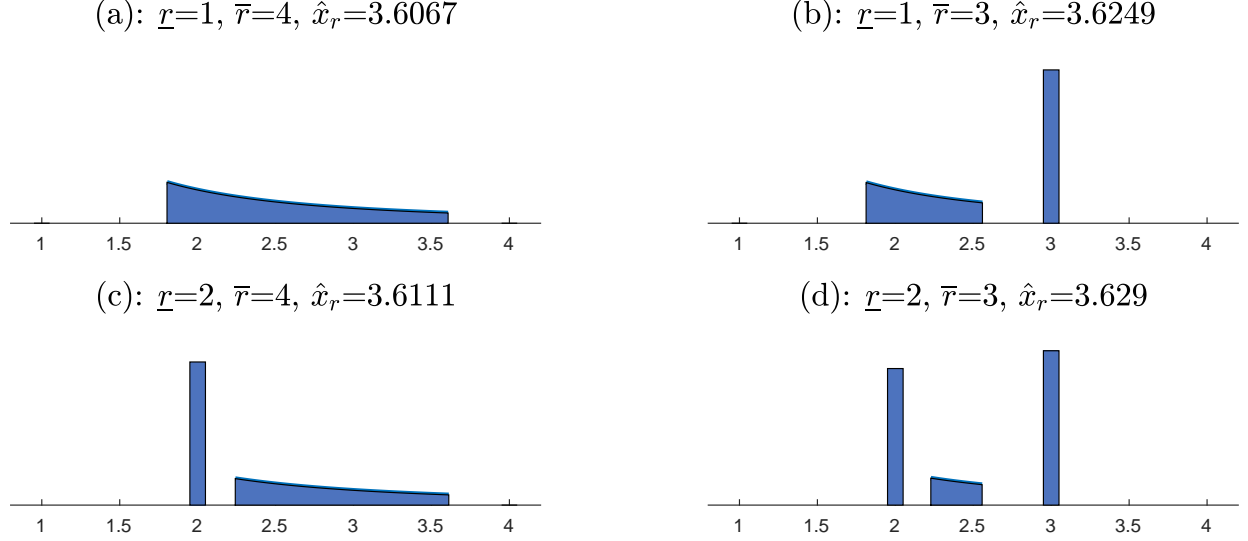 (a): r̲=1, r̅=4, x̂ᵣ=3.6067
1 1.5 2 2.5 3 3.5 4
(b): r̲=1, r̅=3, x̂ᵣ=3.6249
1 1.5 2 2.5 3 3.5 4
(c): r̲=2, r̅=4, x̂ᵣ=3.6111
1 1.5 2 2.5 3 3.5 4
(d): r̲=2, r̅=3, x̂ᵣ=3.629
1 1.5 2 2.5 3 3.5 4